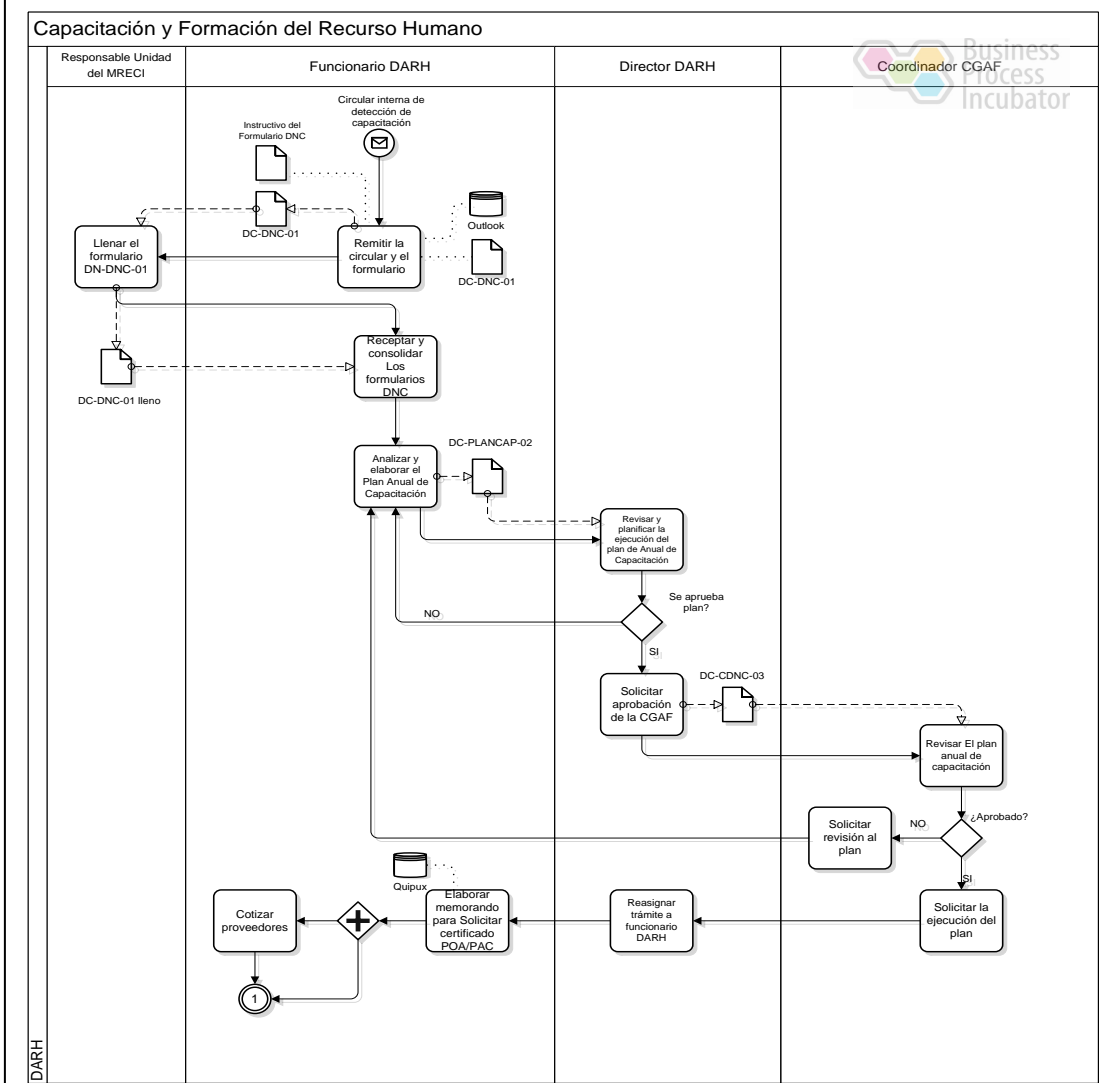 Capacitación y Formación del Recurso Humano
Business
Process
Incubator
Responsable Unidad
del MRECI
Funcionario DARH
Director DARH
Coordinador CGAF
Circular interna de
detección de
capacitación
Instructivo del
Formulario DNC
DC-DNC-01
Outlook
Llenar el
formulario
DN-DNC-01
Remitir la
circular y el
formulario
DC-DNC-01
Receptar y
consolidar
Los
formularios
DNC
DC-DNC-01 lleno
Analizar y
elaborar el
Plan Anual de
Capacitación
DC-PLANCAP-02
Revisar y
planificar la
ejecución del
plan de Anual de
Capacitación
Se aprueba
plan?
NO
SI
Solicitar
aprobación
de la CGAF
DC-CDNC-03
Revisar El plan
anual de
capacitación
¿Aprobado?
NO
Solicitar
revisión al
plan
SI
Solicitar la
ejecución del
plan
Reasignar
trámite a
funcionario
DARH
Quipux
Elaborar
memorando
para Solicitar
certificado
POA/PAC
Cotizar
proveedores
1
DARH